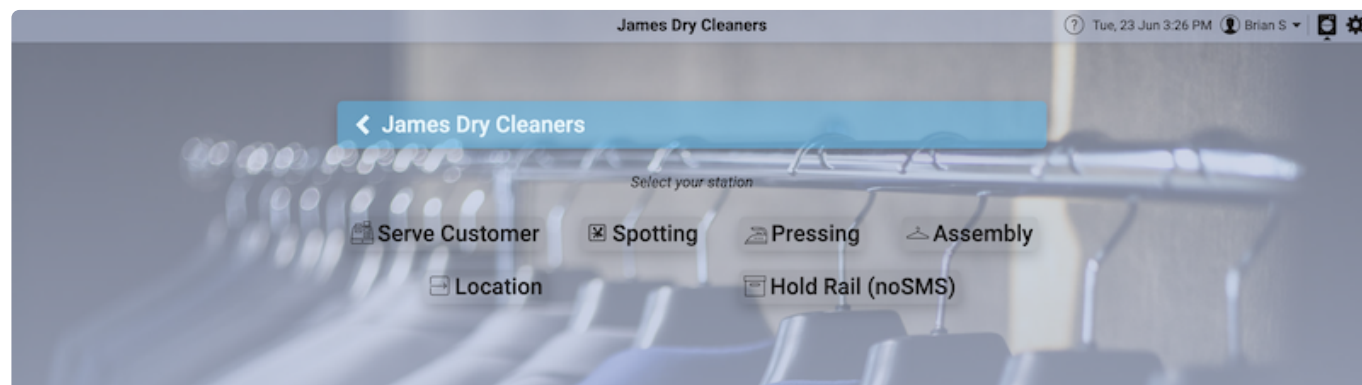 James Dry Cleaners
Tue, 23 Jun 3:26 PM Brian S
James Dry Cleaners
Select your station
Serve Customer Spotting Pressing Assembly
Location Hold Rail (noSMS)